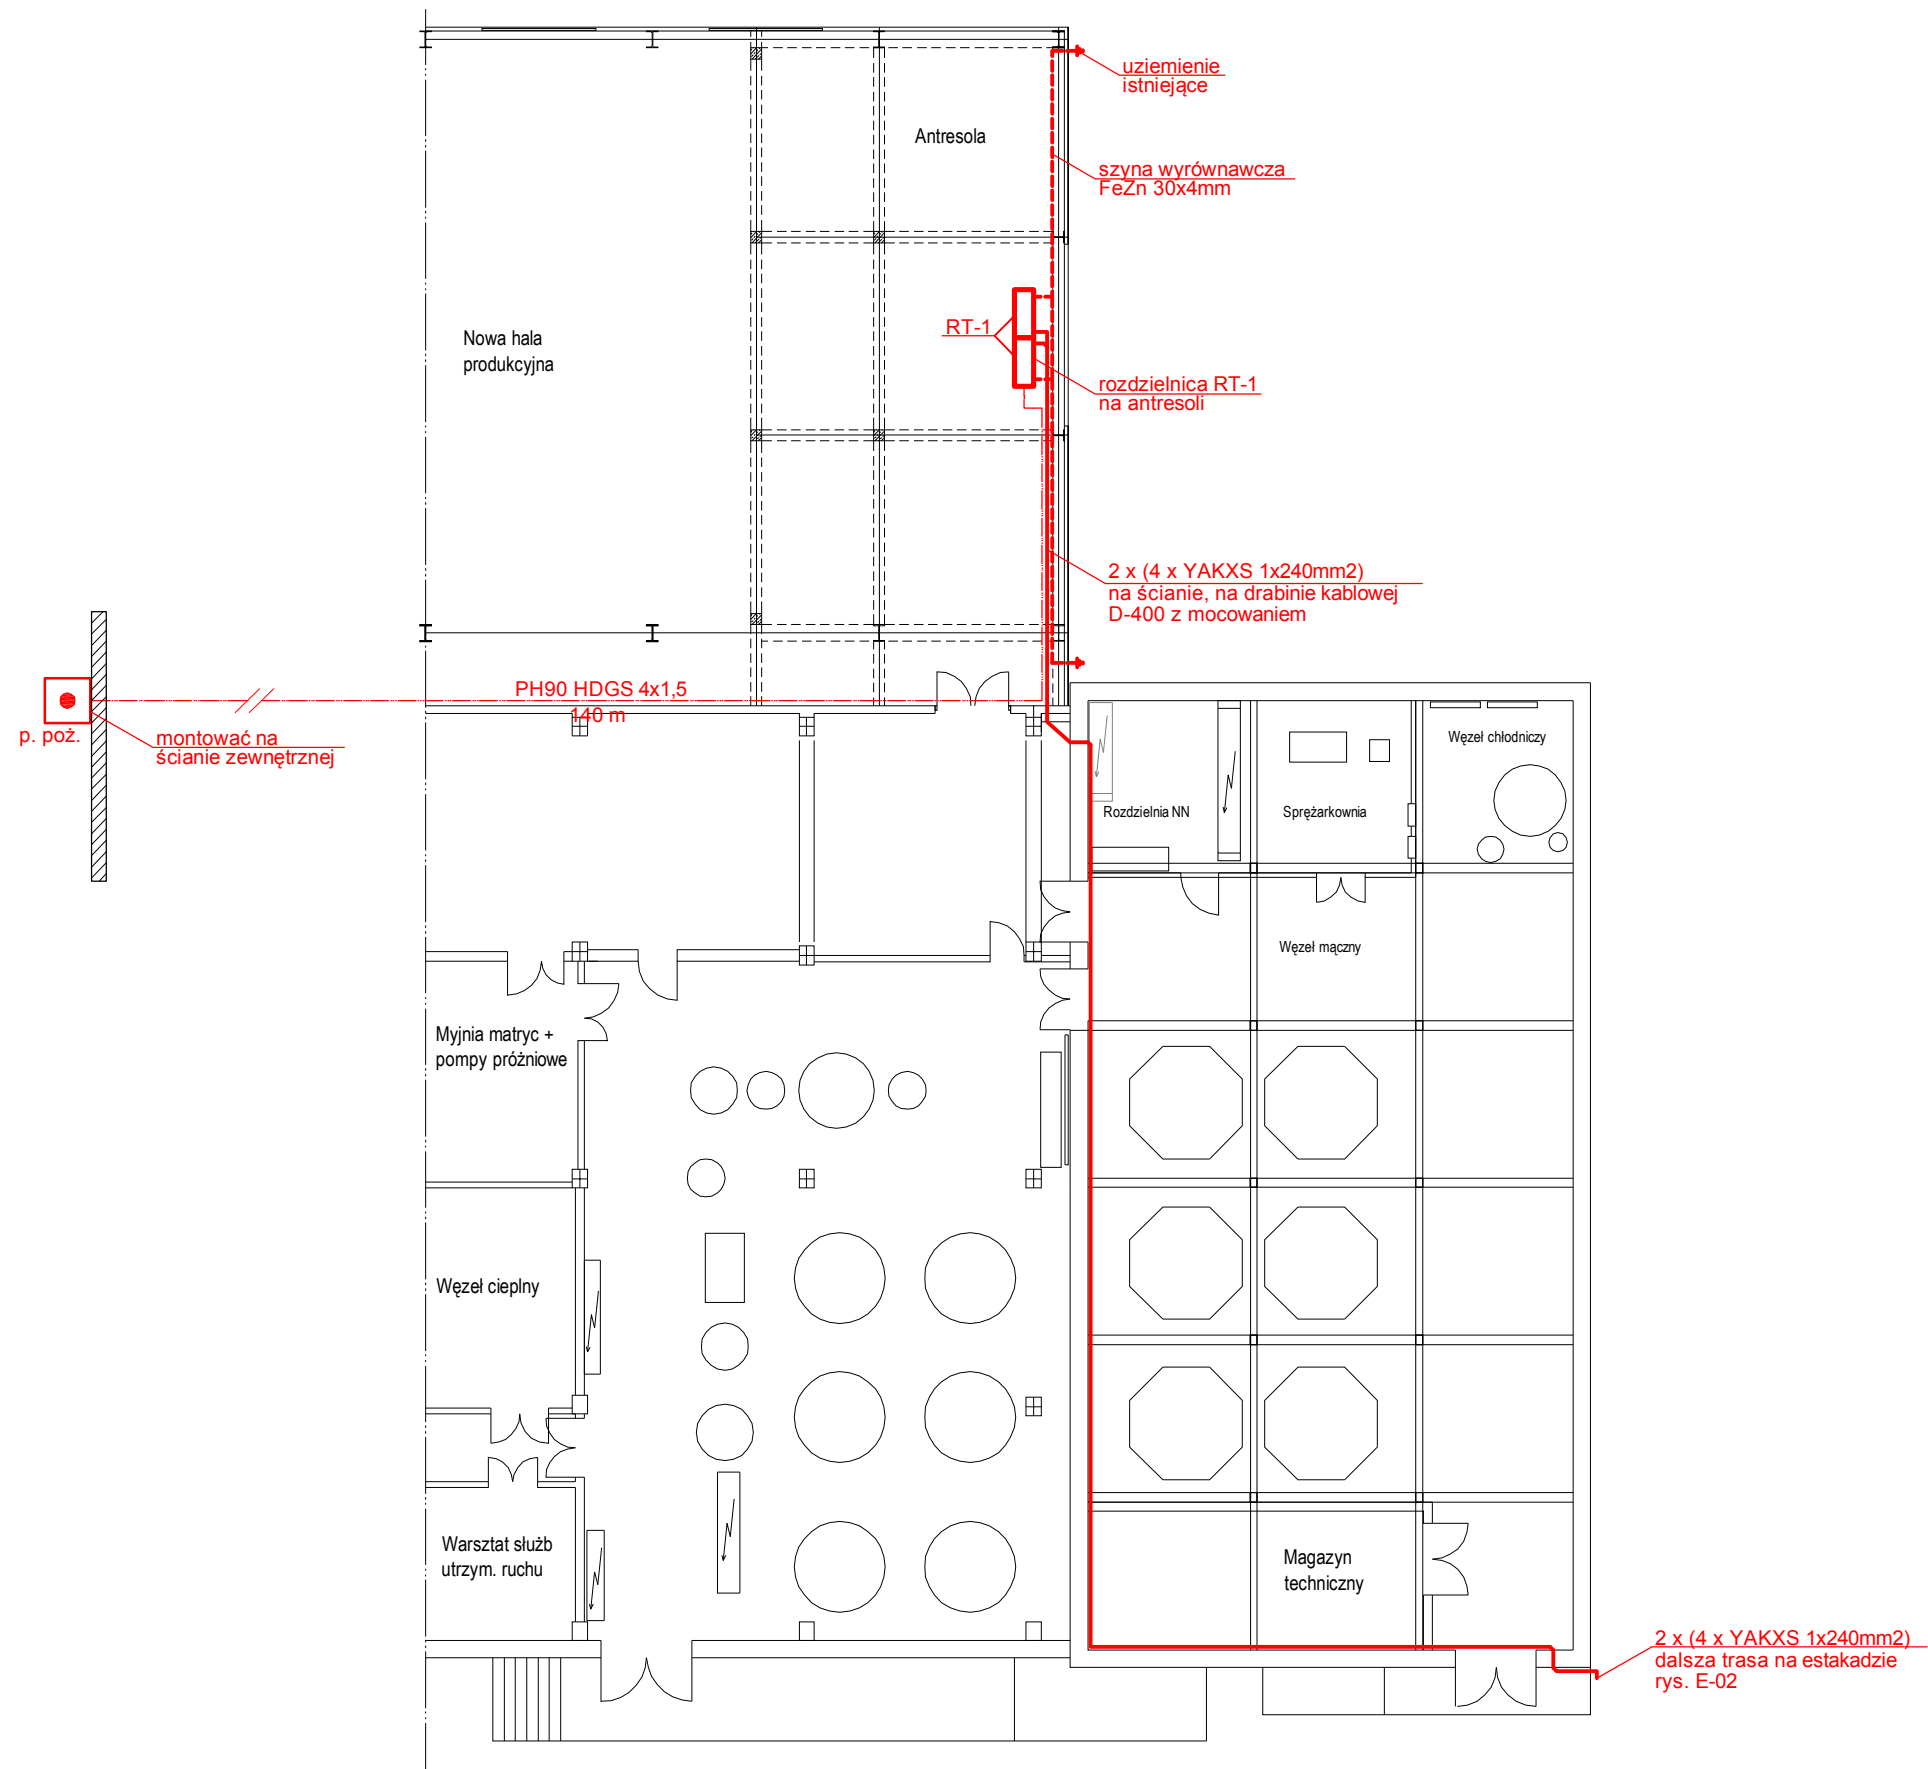 uziemienie
istniejące
Antresola
szyna wyrównawcza
FeZn 30x4mm
RT-1
Nowa hala
produkcyjna
rozdzielnica RT-1
na antresoli
2 x (4 x YAKXS 1x240mm2)
na ścianie, na drabinie kablowej
D-400 z mocowaniem
PH90 HDGS 4x1,5
140 m
p. poż.
montować na
ścianie zewnętrznej
Węzeł chłodniczy
Rozdzielnia NN
Sprężarkownia
Węzeł mączny
Myjnia matryc +
pompy próżniowe
Węzeł cieplny
Warsztat służb
utrzym. ruchu
Magazyn
techniczny
2 x (4 x YAKXS 1x240mm2)
dalsza trasa na estakadzie
rys. E-02